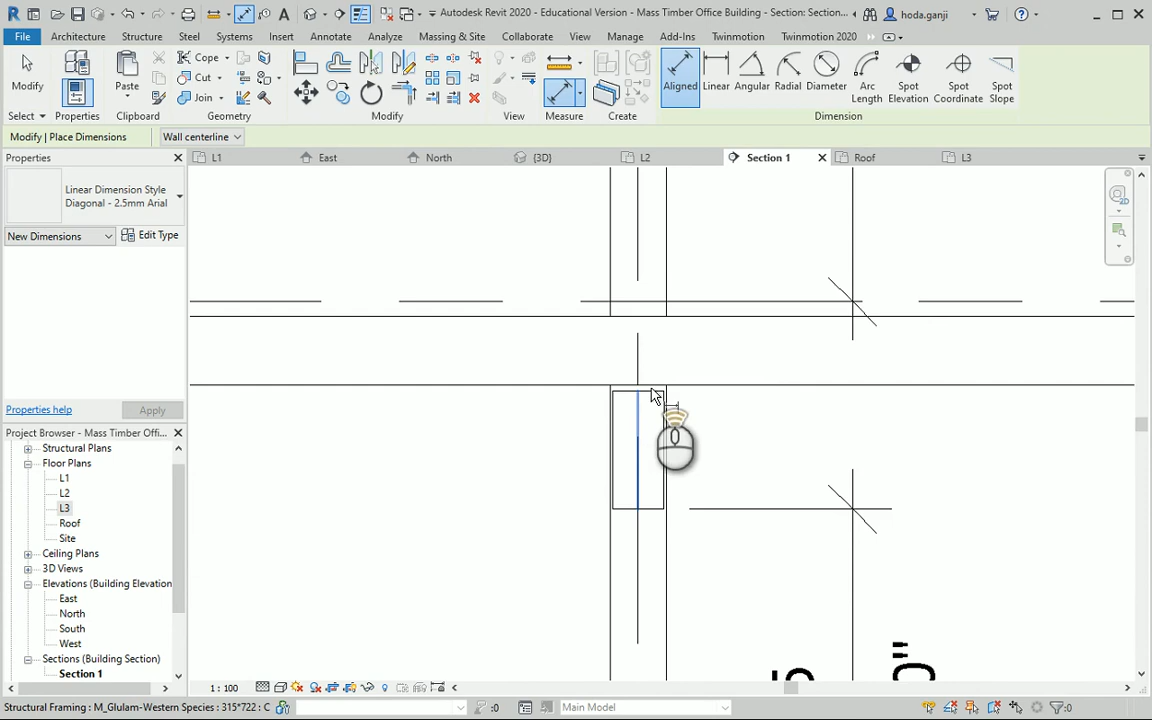 Autodesk Revit 2020 - Educational Version - Mass Timber Office Building - Section: Section... hoda.ganji
File Architecture Structure Steel Systems Insert Annotate Analyze Massing & Site Collaborate View Manage Add-Ins Twinmotion Twinmotion 2020
Cope
Cut
Join
Modify Paste Aligned Linear Angular Radial Diameter Arc Length Spot Elevation Spot Coordinate Spot Slope
Select Properties Clipboard Geometry Modify View Measure Create Dimension
Modify | Place Dimensions Wall centerline
Properties L1 East North {3D} L2 Section 1 Roof L3
Linear Dimension Style
Diagonal - 2.5mm Arial
New Dimensions Edit Type
Properties help Apply
Project Browser - Mass Timber Offi...
Structural Plans
Floor Plans
L1
L2
L3
Roof
Site
Ceiling Plans
3D Views
Elevations (Building Elevation
East
North
South
West
Sections (Building Section)
Section 1
1 : 100
Structural Framing : M_Glulam-Western Species : 315*722 : C :0 Main Model :0